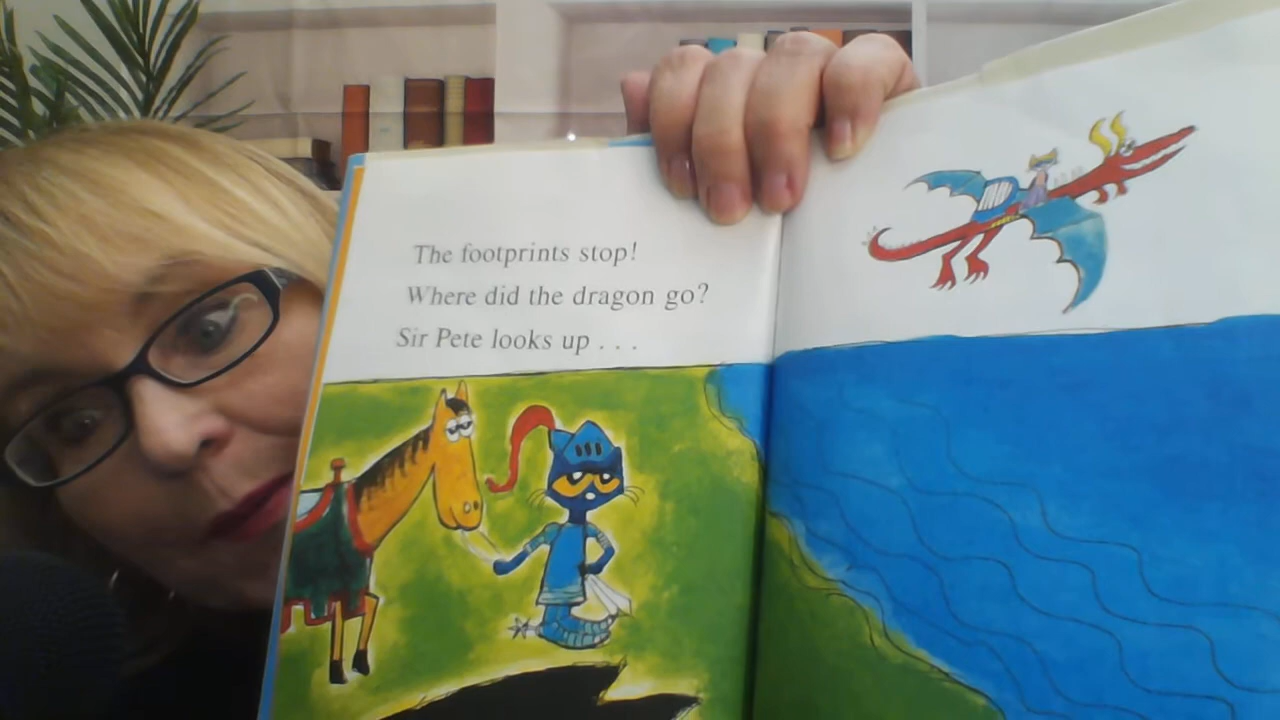 The footprints stop!
Where did the dragon go?
Sir Pete looks up . . .